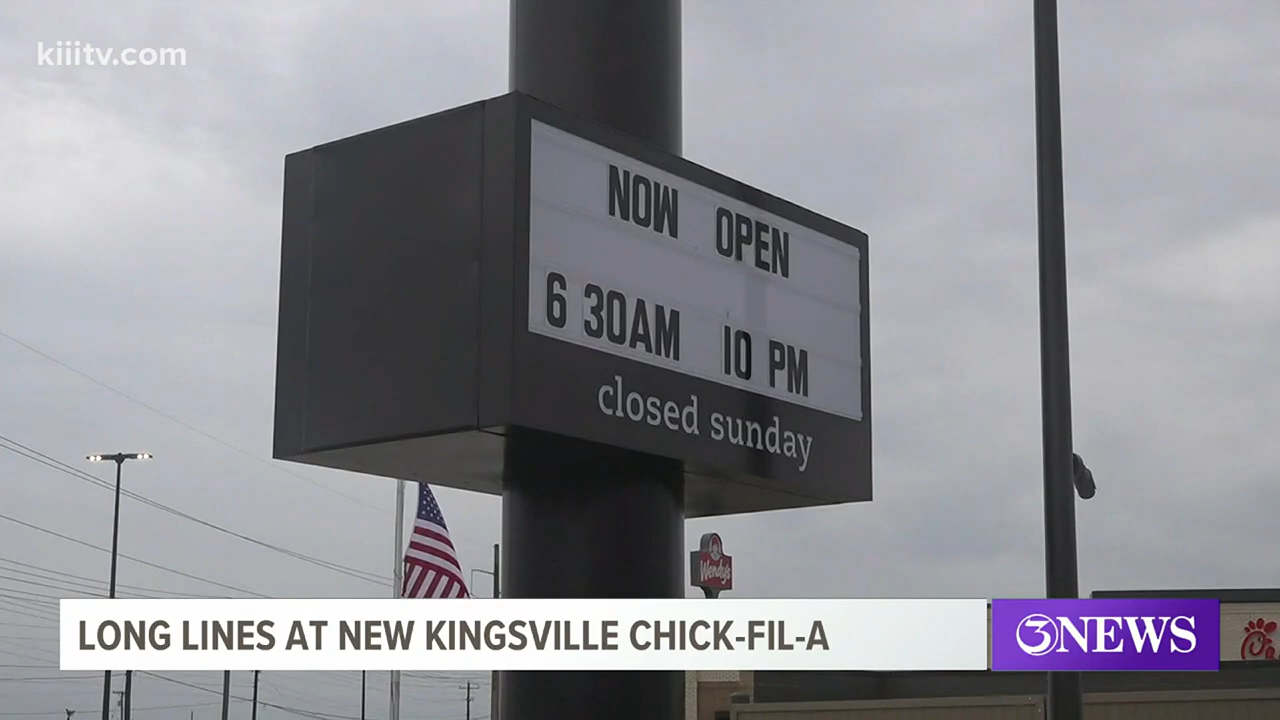 kiiitv.com
NOW OPEN
6 30AM 10 PM
closed sunday
Wendy's
LONG LINES AT NEW KINGSVILLE CHICK-FIL-A
3NEWS